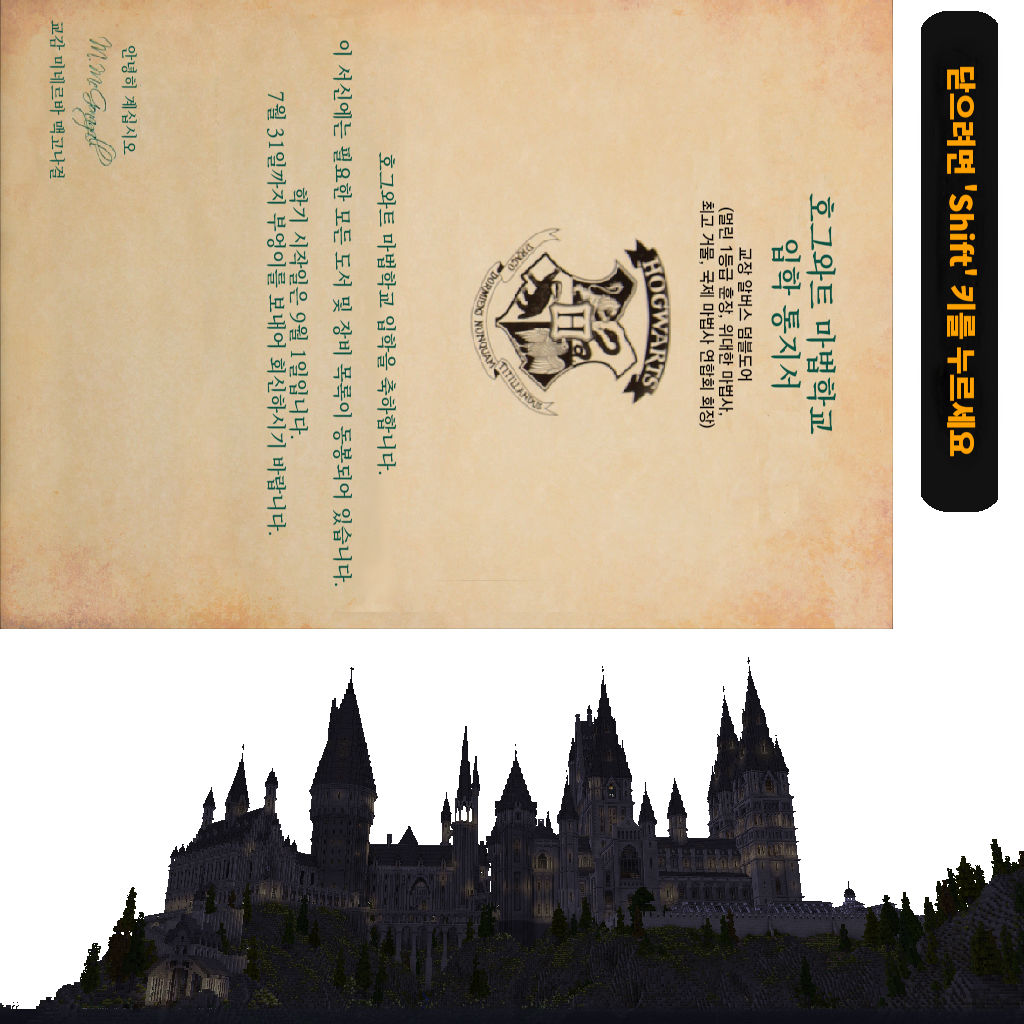 닫으려면 'Shift' 키를 누르세요
호그와트 마법학교
입학 통지서
교장 알버스 덤블도어
(멀린 1등급 훈장, 위대한 마법사,
최고 거물, 국제 마법사 연합회 회장)
HOGWARTS
DRACO DORMIENS NUNQUAM TITILLANDUS
호그와트 마법학교 입학을 축하합니다.
이 서신에는 필요한 모든 도서 및 장비 목록이 동봉되어 있습니다.
학기 시작일은 9월 1일입니다.
7월 31일까지 부엉이를 보내어 회신하시기 바랍니다.
안녕히 계십시오
M. McGonagall
교감 미네르바 맥고나걸